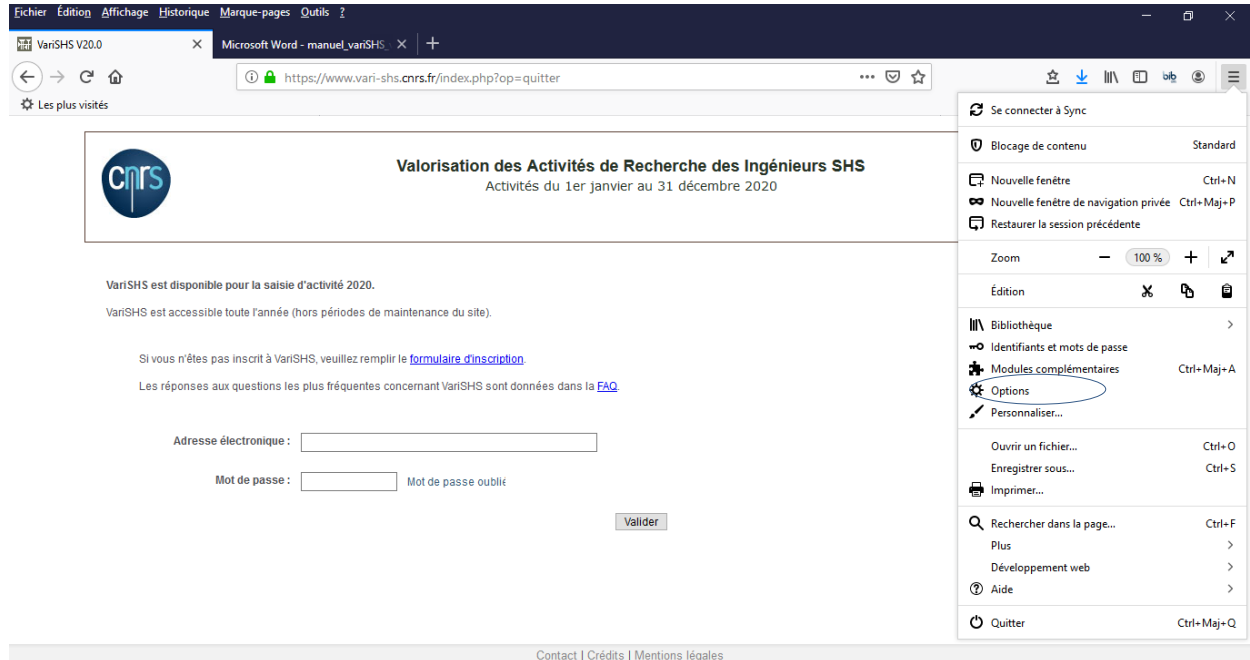 Fichier Édition Affichage Historique Marque-pages Outils ?
VariSHS V20.0
Microsoft Word - manuel_variSHS_
https://www.vari-shs.cnrs.fr/index.php?op=quitter
Les plus visités
cnrs
Valorisation des Activités de Recherche des Ingénieurs SHS
Activités du 1er janvier au 31 décembre 2020
VariSHS est disponible pour la saisie d'activité 2020.
VariSHS est accessible toute l'année (hors périodes de maintenance du site).
Si vous n'êtes pas inscrit à VariSHS, veuillez remplir le formulaire d'inscription.
Les réponses aux questions les plus fréquentes concernant VariSHS sont données dans la FAQ.
Adresse électronique :
Mot de passe : Mot de passe oublié
Valider
Contact | Crédits | Mentions légales
bib
Se connecter à Sync
Blocage de contenu Standard
Nouvelle fenêtre Ctrl+N
Nouvelle fenêtre de navigation privée Ctrl+Maj+P
Restaurer la session précédente
Zoom 100 %
Édition
Bibliothèque
Identifiants et mots de passe
Modules complémentaires Ctrl+Maj+A
Options
Personnaliser...
Ouvrir un fichier... Ctrl+O
Enregistrer sous... Ctrl+S
Imprimer...
Rechercher dans la page... Ctrl+F
Plus
Développement web
Aide
Quitter Ctrl+Maj+Q